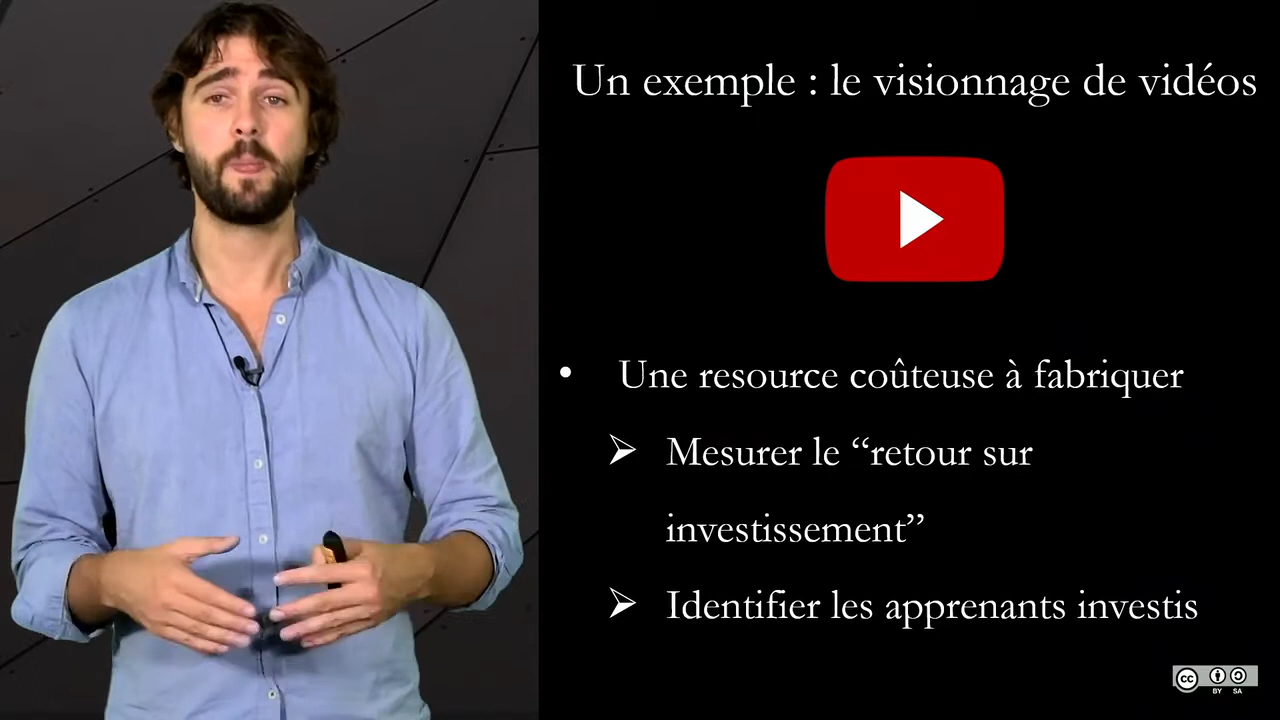 Un exemple : le visionnage de vidéos
• Une resource coûteuse à fabriquer
➢ Mesurer le “retour sur
investissement”
➢ Identifier les apprenants investis
cc
BY SA